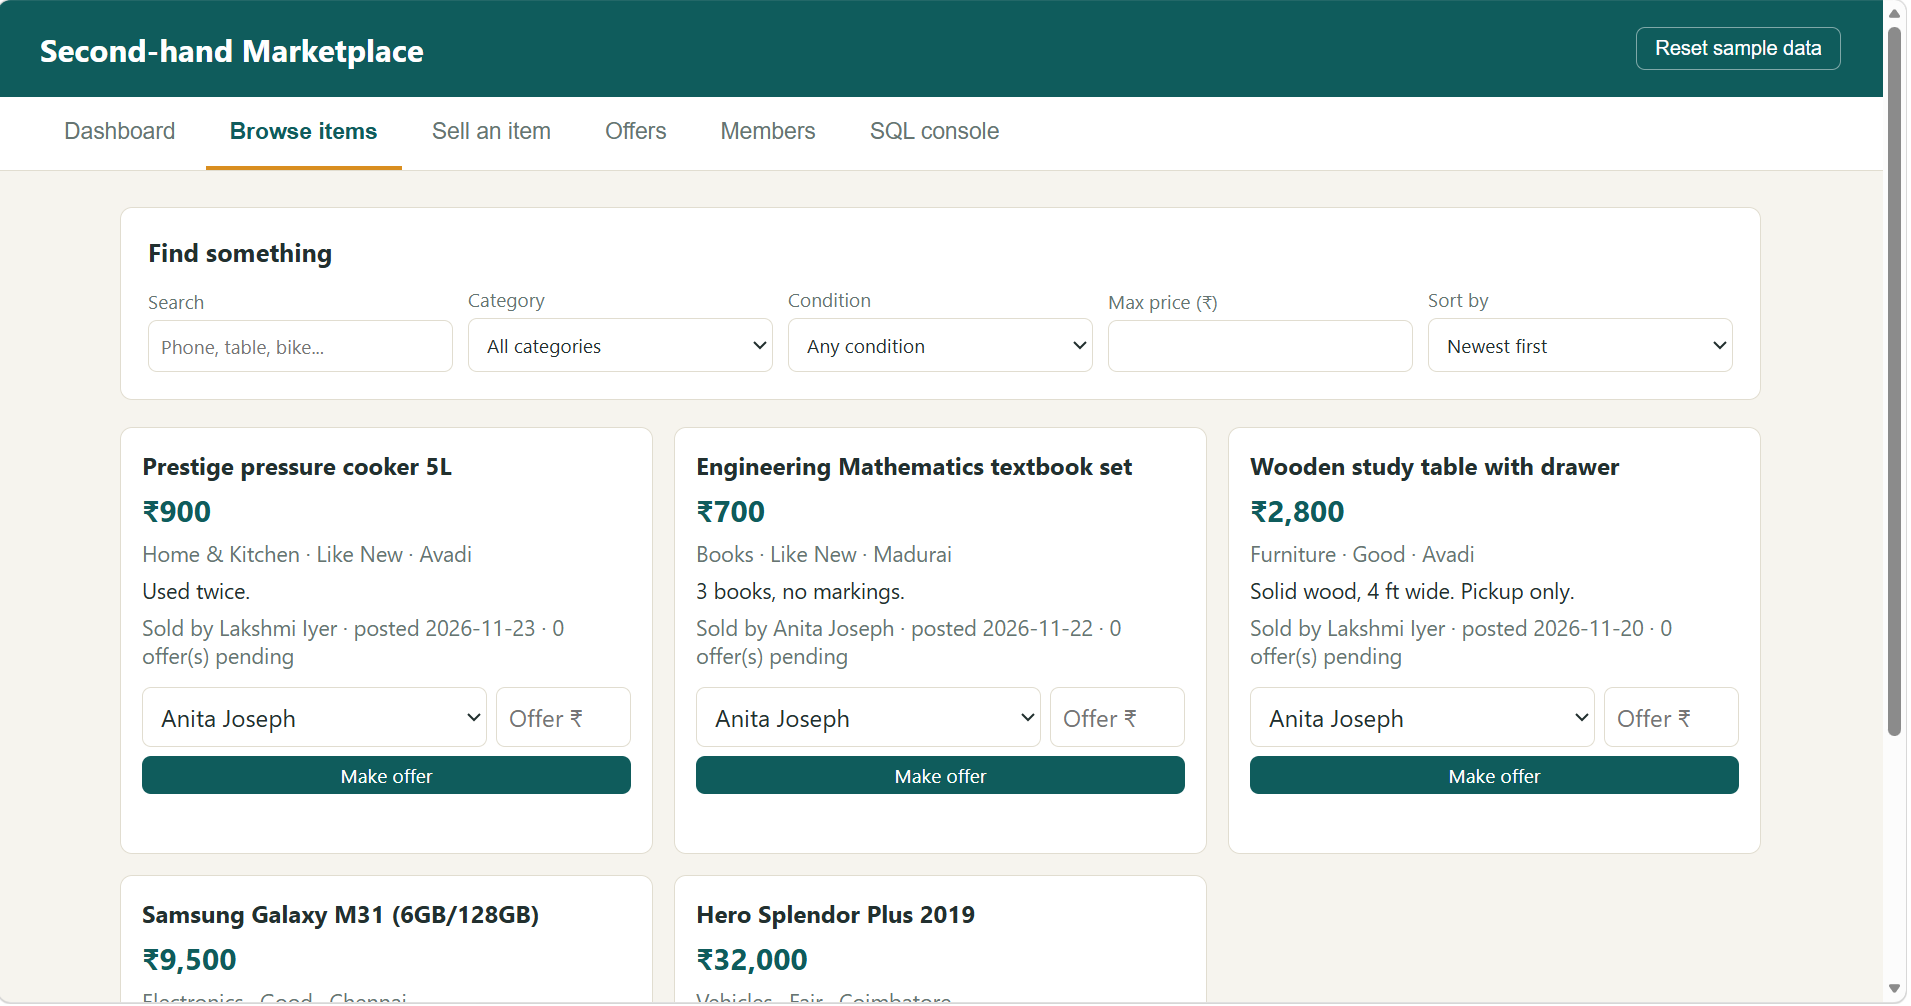 Second-hand Marketplace
Reset sample data
Dashboard
Browse items
Sell an item
Offers
Members
SQL console
Find something
Search
Category
Condition
Max price (₹)
Sort by
Phone, table, bike...
All categories
Any condition
Newest first
Prestige pressure cooker 5L
₹900
Home & Kitchen · Like New · Avadi
Used twice.
Sold by Lakshmi Iyer · posted 2026-11-23 · 0
offer(s) pending
Anita Joseph
Offer ₹
Make offer
Engineering Mathematics textbook set
₹700
Books · Like New · Madurai
3 books, no markings.
Sold by Anita Joseph · posted 2026-11-22 · 0
offer(s) pending
Anita Joseph
Offer ₹
Make offer
Wooden study table with drawer
₹2,800
Furniture · Good · Avadi
Solid wood, 4 ft wide. Pickup only.
Sold by Lakshmi Iyer · posted 2026-11-20 · 0
offer(s) pending
Anita Joseph
Offer ₹
Make offer
Samsung Galaxy M31 (6GB/128GB)
₹9,500
Electronics · Good · Chennai
Hero Splendor Plus 2019
₹32,000
Vehicles · Fair · Coimbatore